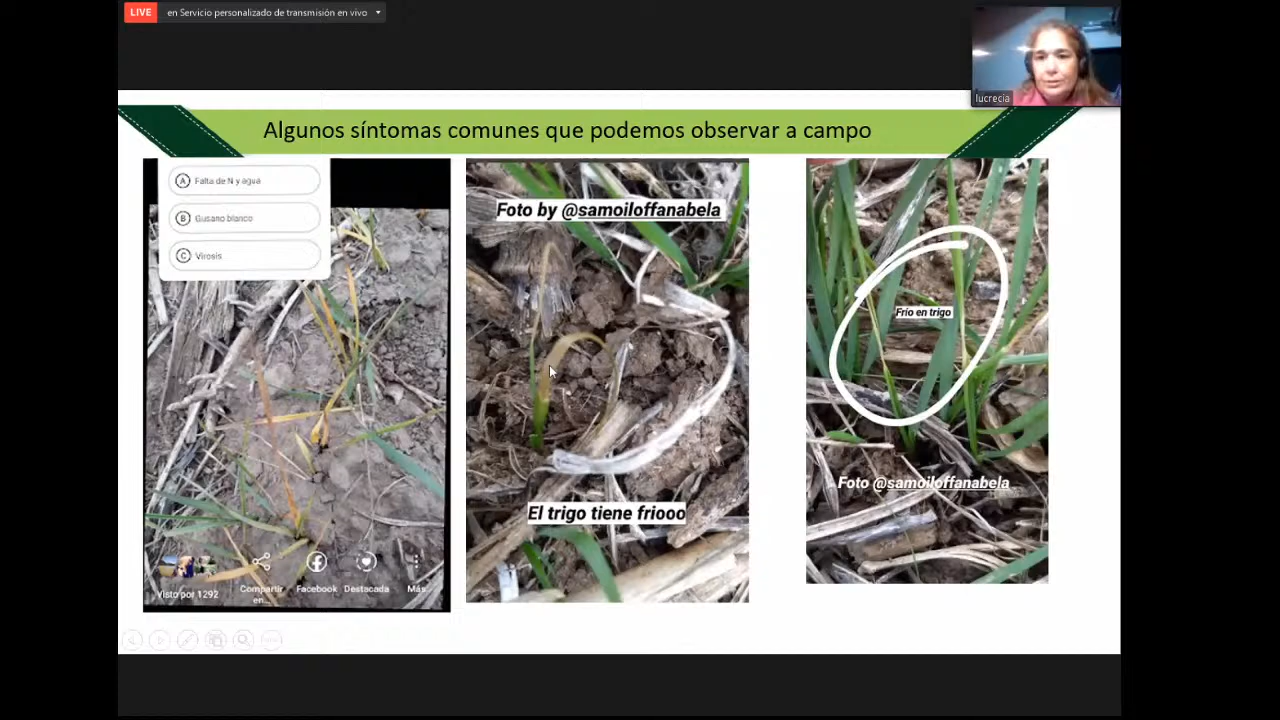 LIVE en Servicio personalizado de transmisión en vivo
lucrecia
Algunos síntomas comunes que podemos observar a campo
A Falta de N y agua
B Gusano blanco
C Virosis
Visto por 1292
Compartir en...
Facebook
Destacada
Más
Foto by @samoiloffanabela
El trigo tiene friooo
Frío en trigo
Foto @samoiloffanabela